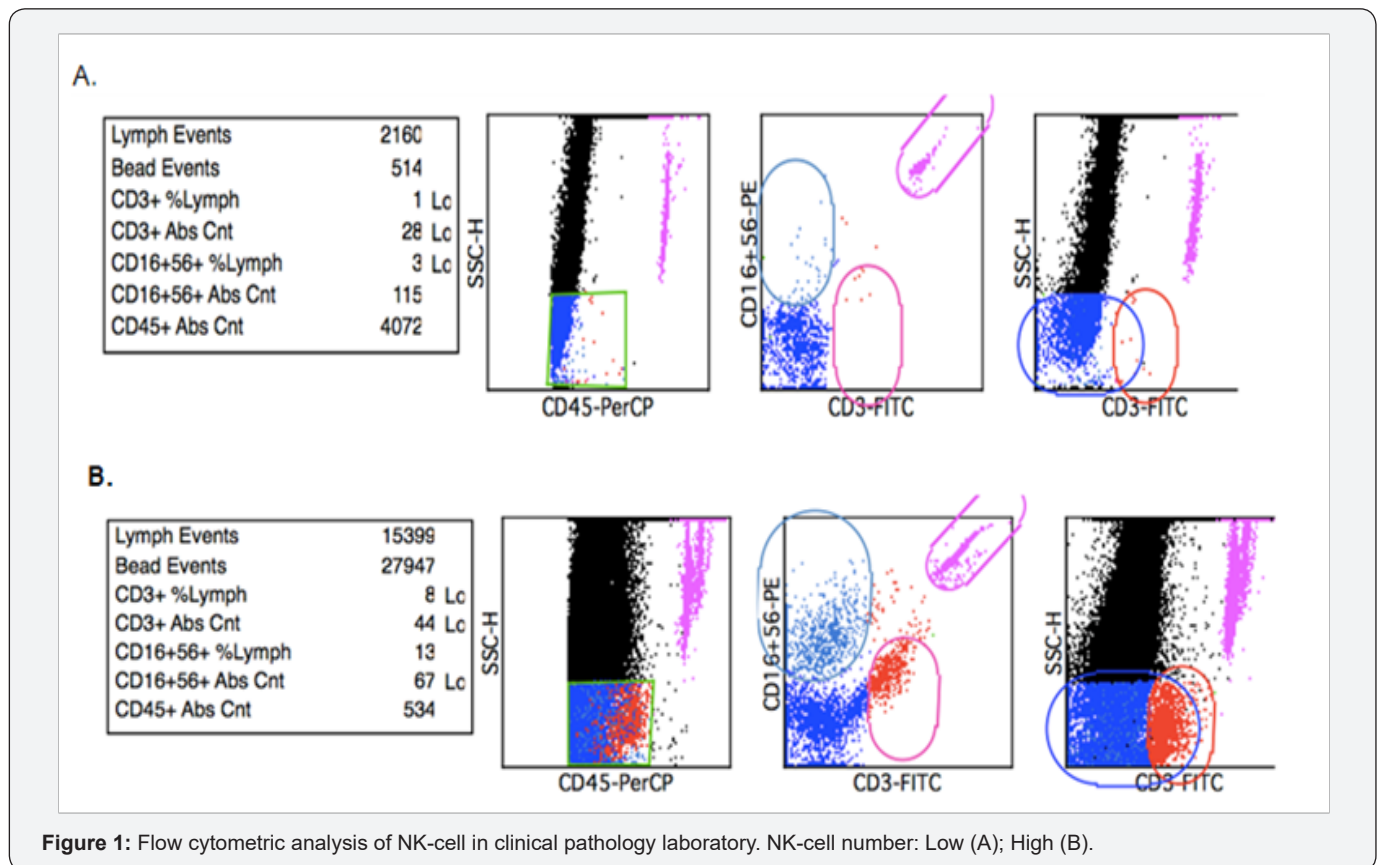 A.
Lymph Events 2160
Bead Events 514
CD3+ %Lymph 1 Lo
CD3+ Abs Cnt 28 Lo
CD16+56+ %Lymph 3 Lo
CD16+56+ Abs Cnt 115
CD45+ Abs Cnt 4072
SSC-H
CD45-PerCP
CD16+56-PE
CD3-FITC
SSC-H
CD3-FITC
B.
Lymph Events 15399
Bead Events 27947
CD3+ %Lymph 8 Lo
CD3+ Abs Cnt 44 Lo
CD16+56+ %Lymph 13
CD16+56+ Abs Cnt 67 Lo
CD45+ Abs Cnt 534
SSC-H
CD45-PerCP
CD16+56-PE
CD3-FITC
SSC-H
CD3-FITC
Figure 1: Flow cytometric analysis of NK-cell in clinical pathology laboratory. NK-cell number: Low (A); High (B).